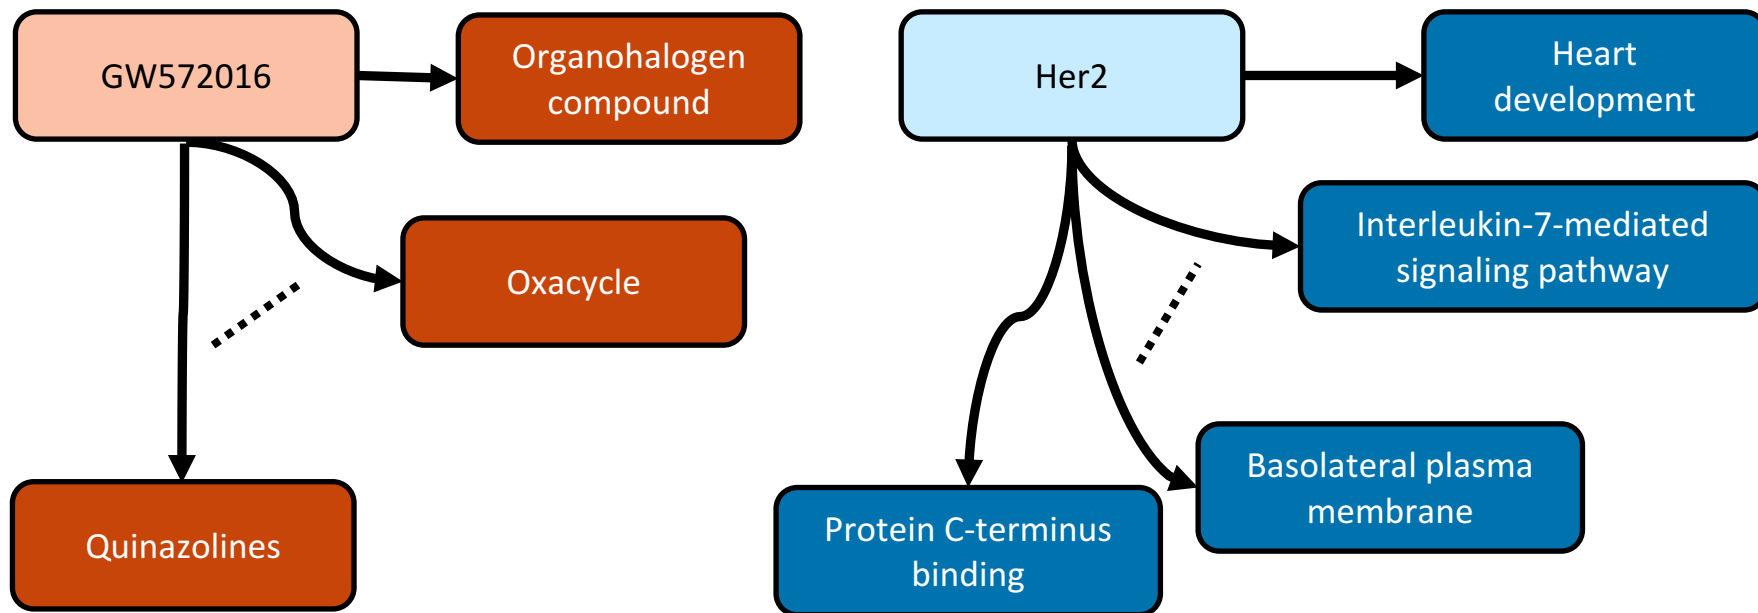 GW572016
Organohalogen
compound
Oxacycle
Quinazolines
Her2
Heart
development
Interleukin-7-mediated
signaling pathway
Basolateral plasma
membrane
Protein C-terminus
binding